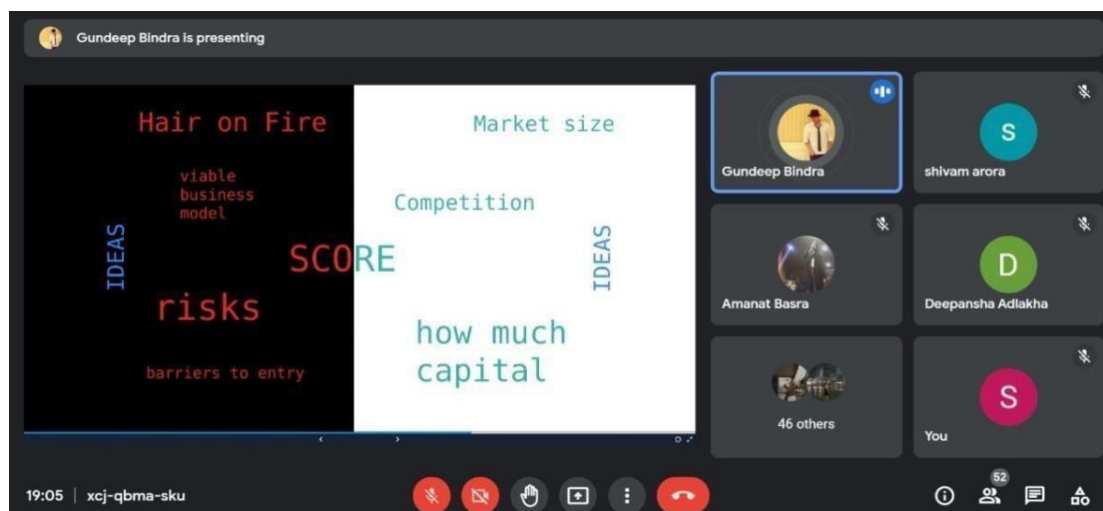 Gundeep Bindra is presenting
Hair on Fire
viable
business
model
IDEAS
SCORE
risks
barriers to entry
Market size
Competition
IDEAS
how much
capital
Gundeep Bindra
S
shivam arora
Amanat Basra
D
Deepansha Adlakha
46 others
S
You
19:05 | xcj-qbma-sku
52